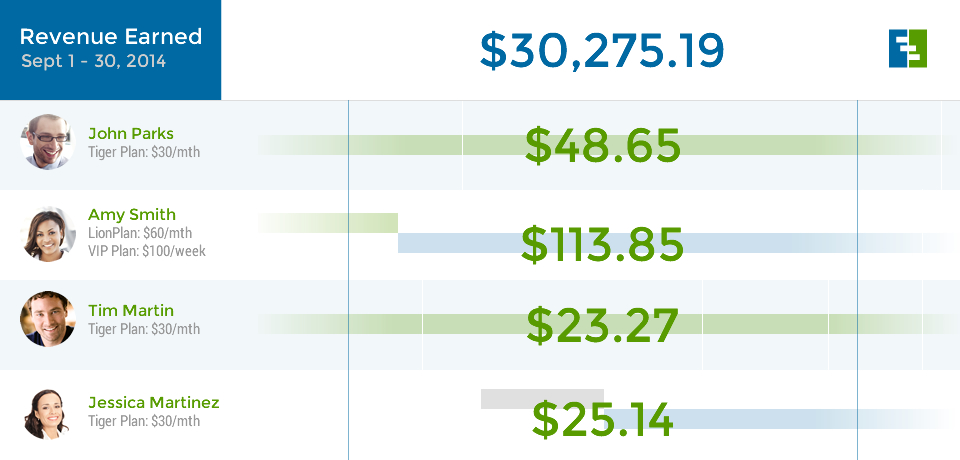 Revenue Earned
Sept 1 - 30, 2014
$30,275.19
John Parks
Tiger Plan: $30/mth
$48.65
Amy Smith
LionPlan: $60/mth
VIP Plan: $100/week
$113.85
Tim Martin
Tiger Plan: $30/mth
$23.27
Jessica Martinez
Tiger Plan: $30/mth
$25.14